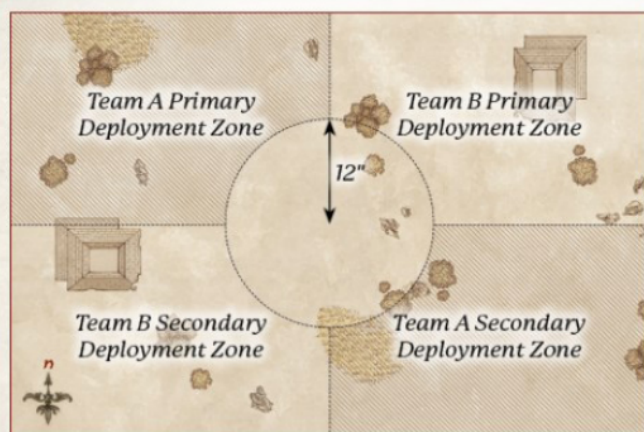 Team A Primary
Deployment Zone
Team B Primary
Deployment Zone
12"
Team B Secondary
Deployment Zone
Team A Secondary
Deployment Zone
n